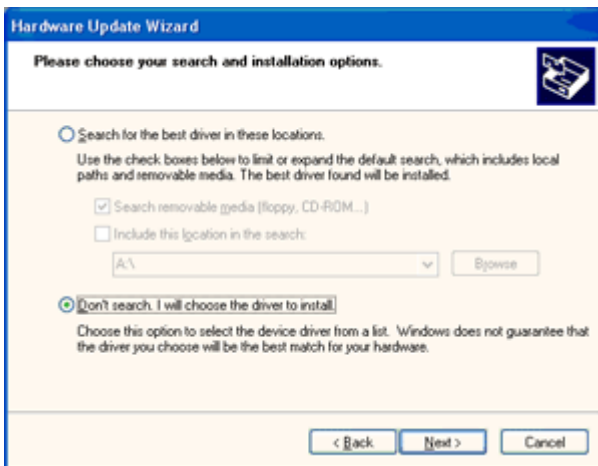 Hardware Update Wizard
Please choose your search and installation options.
Search for the best driver in these locations.
Use the check boxes below to limit or expand the default search, which includes local
paths and removable media. The best driver found will be installed.
Search removable media (floppy, CD-ROM...)
Include this location in the search:
A:\
Browse
Don't search. I will choose the driver to install.
Choose this option to select the device driver from a list. Windows does not guarantee that
the driver you choose will be the best match for your hardware.
< Back Next > Cancel